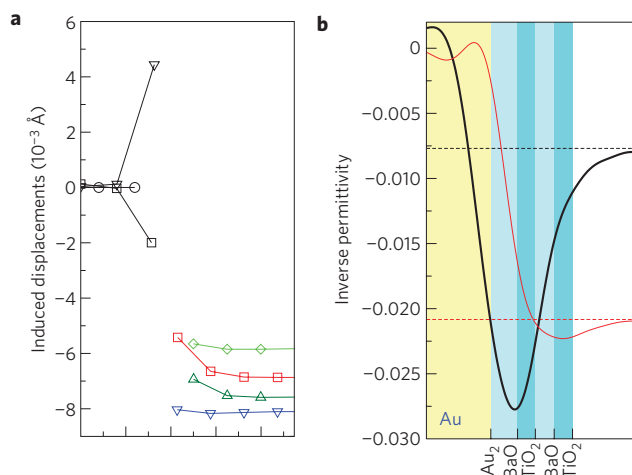 a
Induced displacements (10⁻³ Å)
6
4
2
0
−2
−4
−6
−8
b
Inverse permittivity
0
−0.005
−0.010
−0.015
−0.020
−0.025
−0.030
Au
Au₂
BaO
TiO₂
BaO
TiO₂